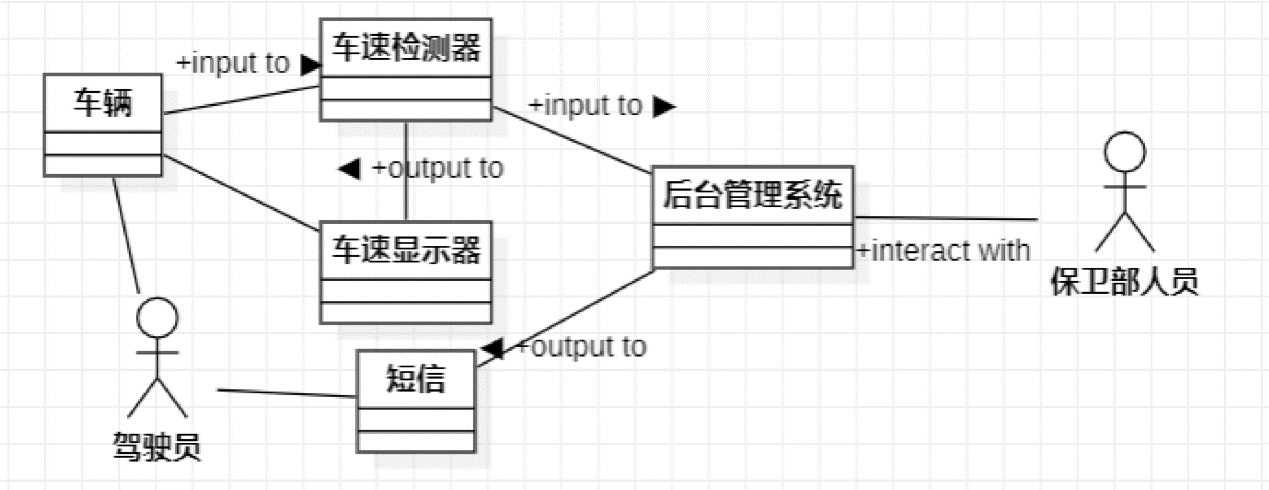 车速检测器
+input to ▶
车辆
+input to ▶
◀ +output to
后台管理系统
车速显示器
+interact with
保卫部人员
◀ +output to
短信
驾驶员